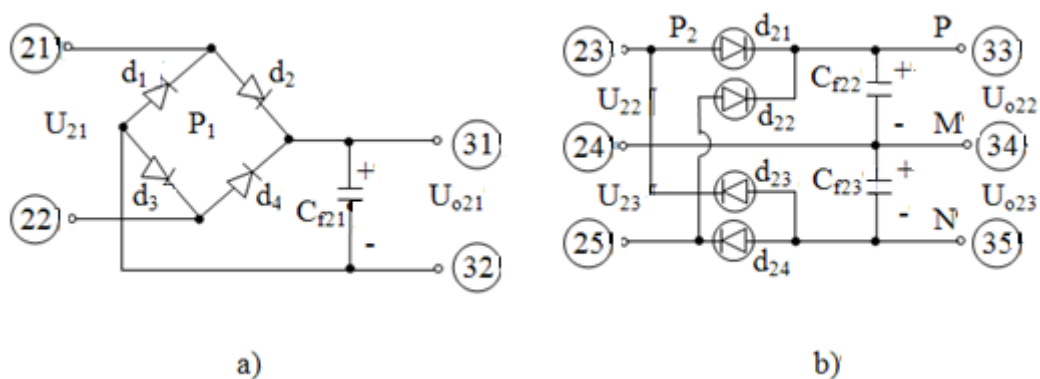 21
d1
d2
U21
P1
31
+
d3
d4
Cf21
Uo21
22
-
32
a)
23
P2
d21
P
33
Cf22
+
U22
d22
Uo22
-
M
24
34
d23
Cf23
+
U23
Uo23
-
N
25
d24
35
b)